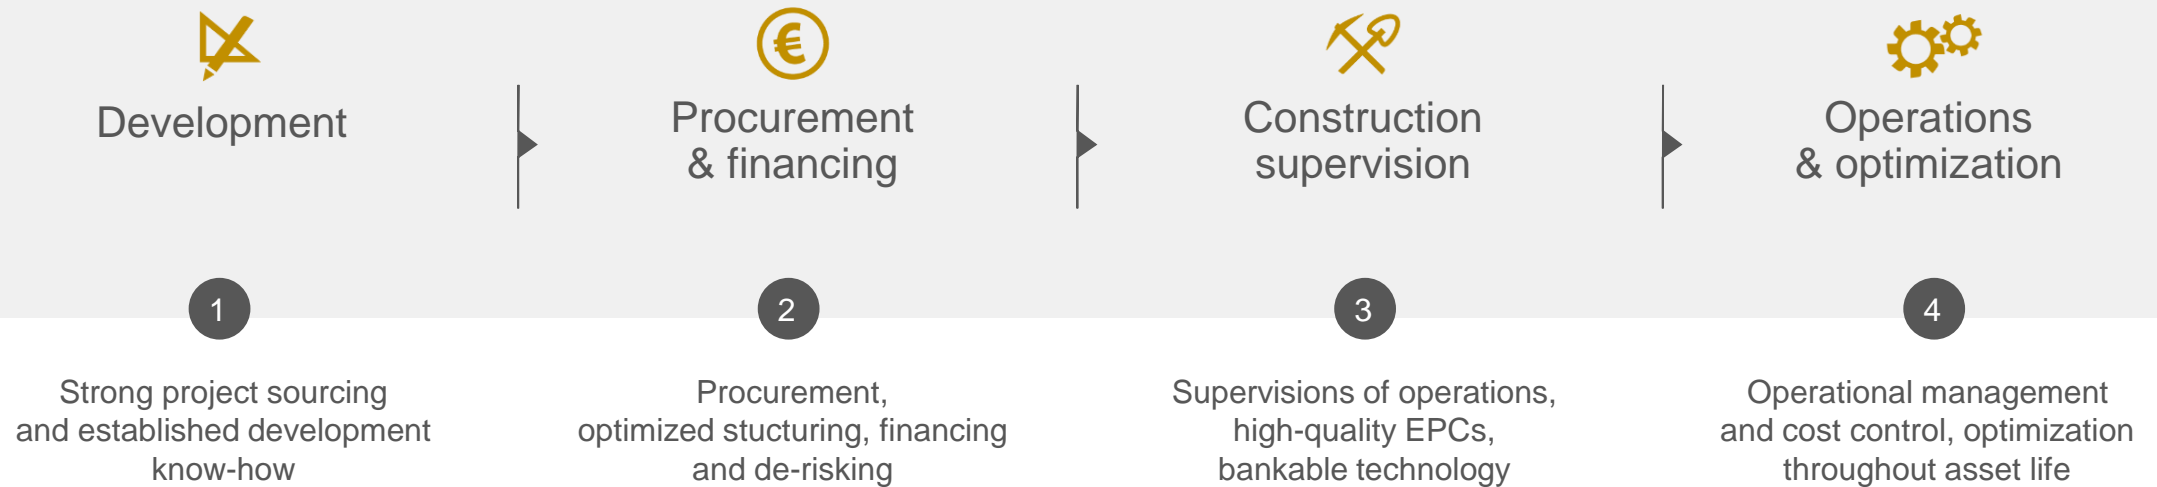 Development
Procurement
& financing
Construction
supervision
Operations
& optimization
1
2
3
4
Strong project sourcing
and established development
know-how
Procurement,
optimized stucturing, financing
and de-risking
Supervisions of operations,
high-quality EPCs,
bankable technology
Operational management
and cost control, optimization
throughout asset life